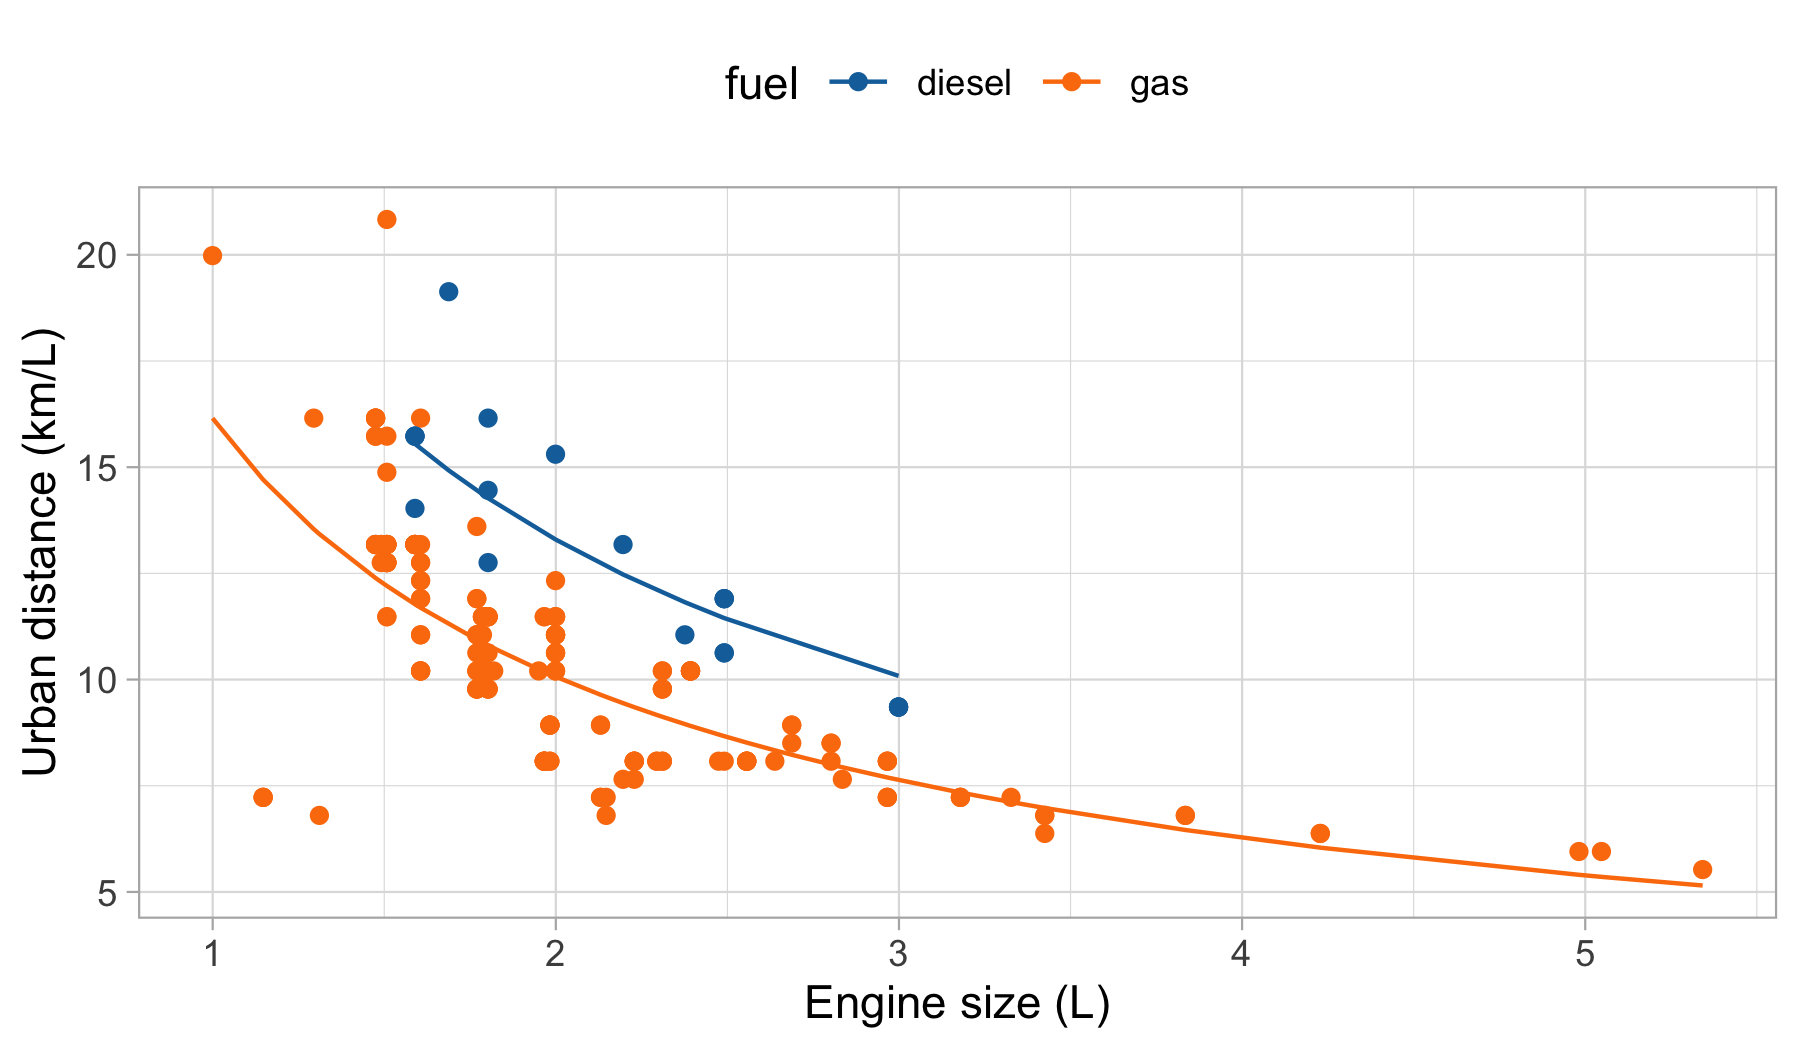 fuel diesel gas
Urban distance (km/L)
20
15
10
5
1 2 3 4 5
Engine size (L)